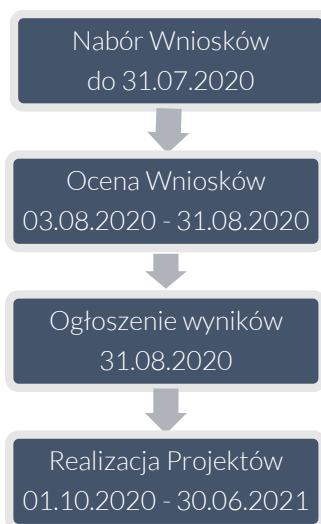 Nabór Wniosków
do 31.07.2020
Ocena Wniosków
03.08.2020 - 31.08.2020
Ogłoszenie wyników
31.08.2020
Realizacja Projektów
01.10.2020 - 30.06.2021